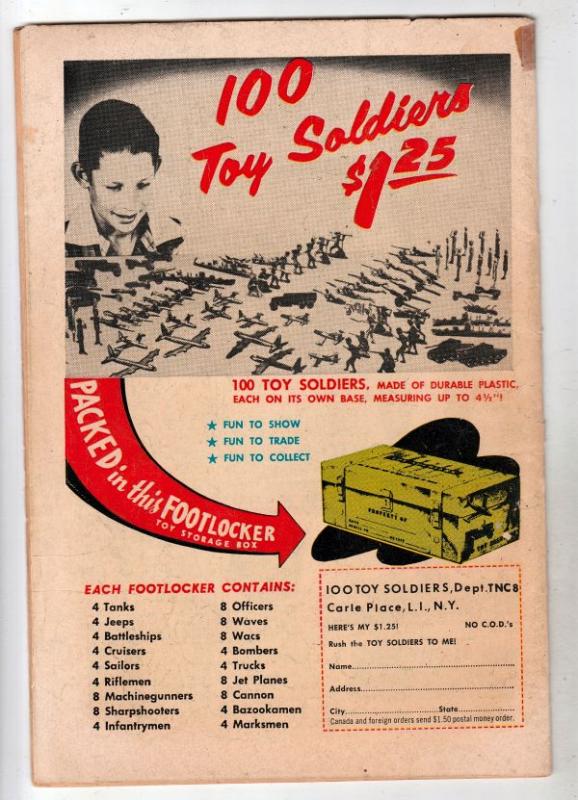 100
Toy Soldiers
$1.25
100 TOY SOLDIERS, MADE OF DURABLE PLASTIC,
EACH ON ITS OWN BASE, MEASURING UP TO 4½"!
★ FUN TO SHOW
★ FUN TO TRADE
★ FUN TO COLLECT
PACKED in this FOOTLOCKER
TOY STORAGE BOX
PROPERTY OF
EACH FOOTLOCKER CONTAINS:
4 Tanks
4 Jeeps
4 Battleships
4 Cruisers
4 Sailors
4 Riflemen
8 Machinegunners
8 Sharpshooters
4 Infantrymen
8 Officers
8 Waves
8 Wacs
4 Bombers
4 Trucks
8 Jet Planes
8 Cannon
4 Bazookamen
4 Marksmen
100 TOY SOLDIERS, Dept. TNC8
Carle Place, L.I., N.Y.
HERE'S MY $1.25! NO C.O.D.'s
Rush the TOY SOLDIERS TO ME!
Name
Address
City State
Canada and foreign orders send $1.50 postal money order.